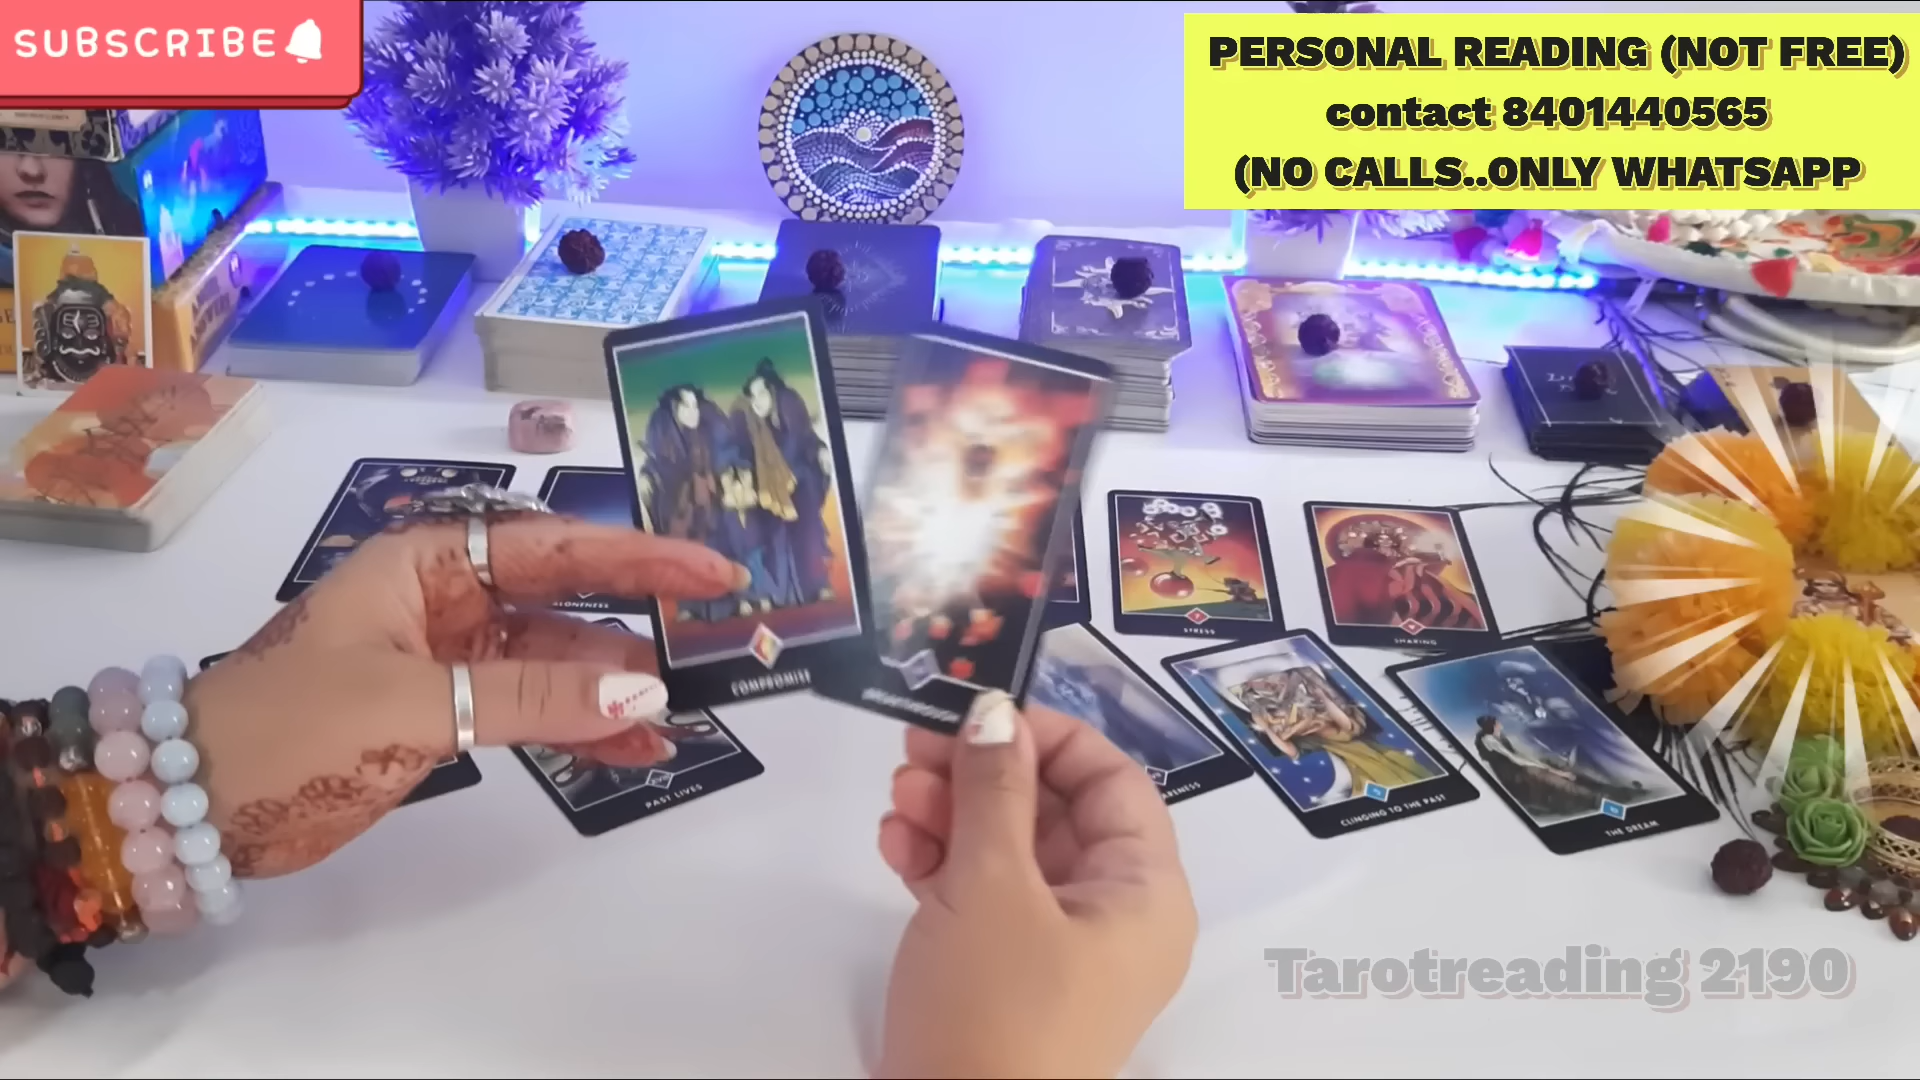 SUBSCRIBE
PERSONAL READING (NOT FREE)
contact 8401440565
(NO CALLS..ONLY WHATSAPP
ALONENESS
COMPROMISE
STRESS
SHARING
PAST LIVES
CLINGING TO THE PAST
THE DREAM
Tarotreading 2190